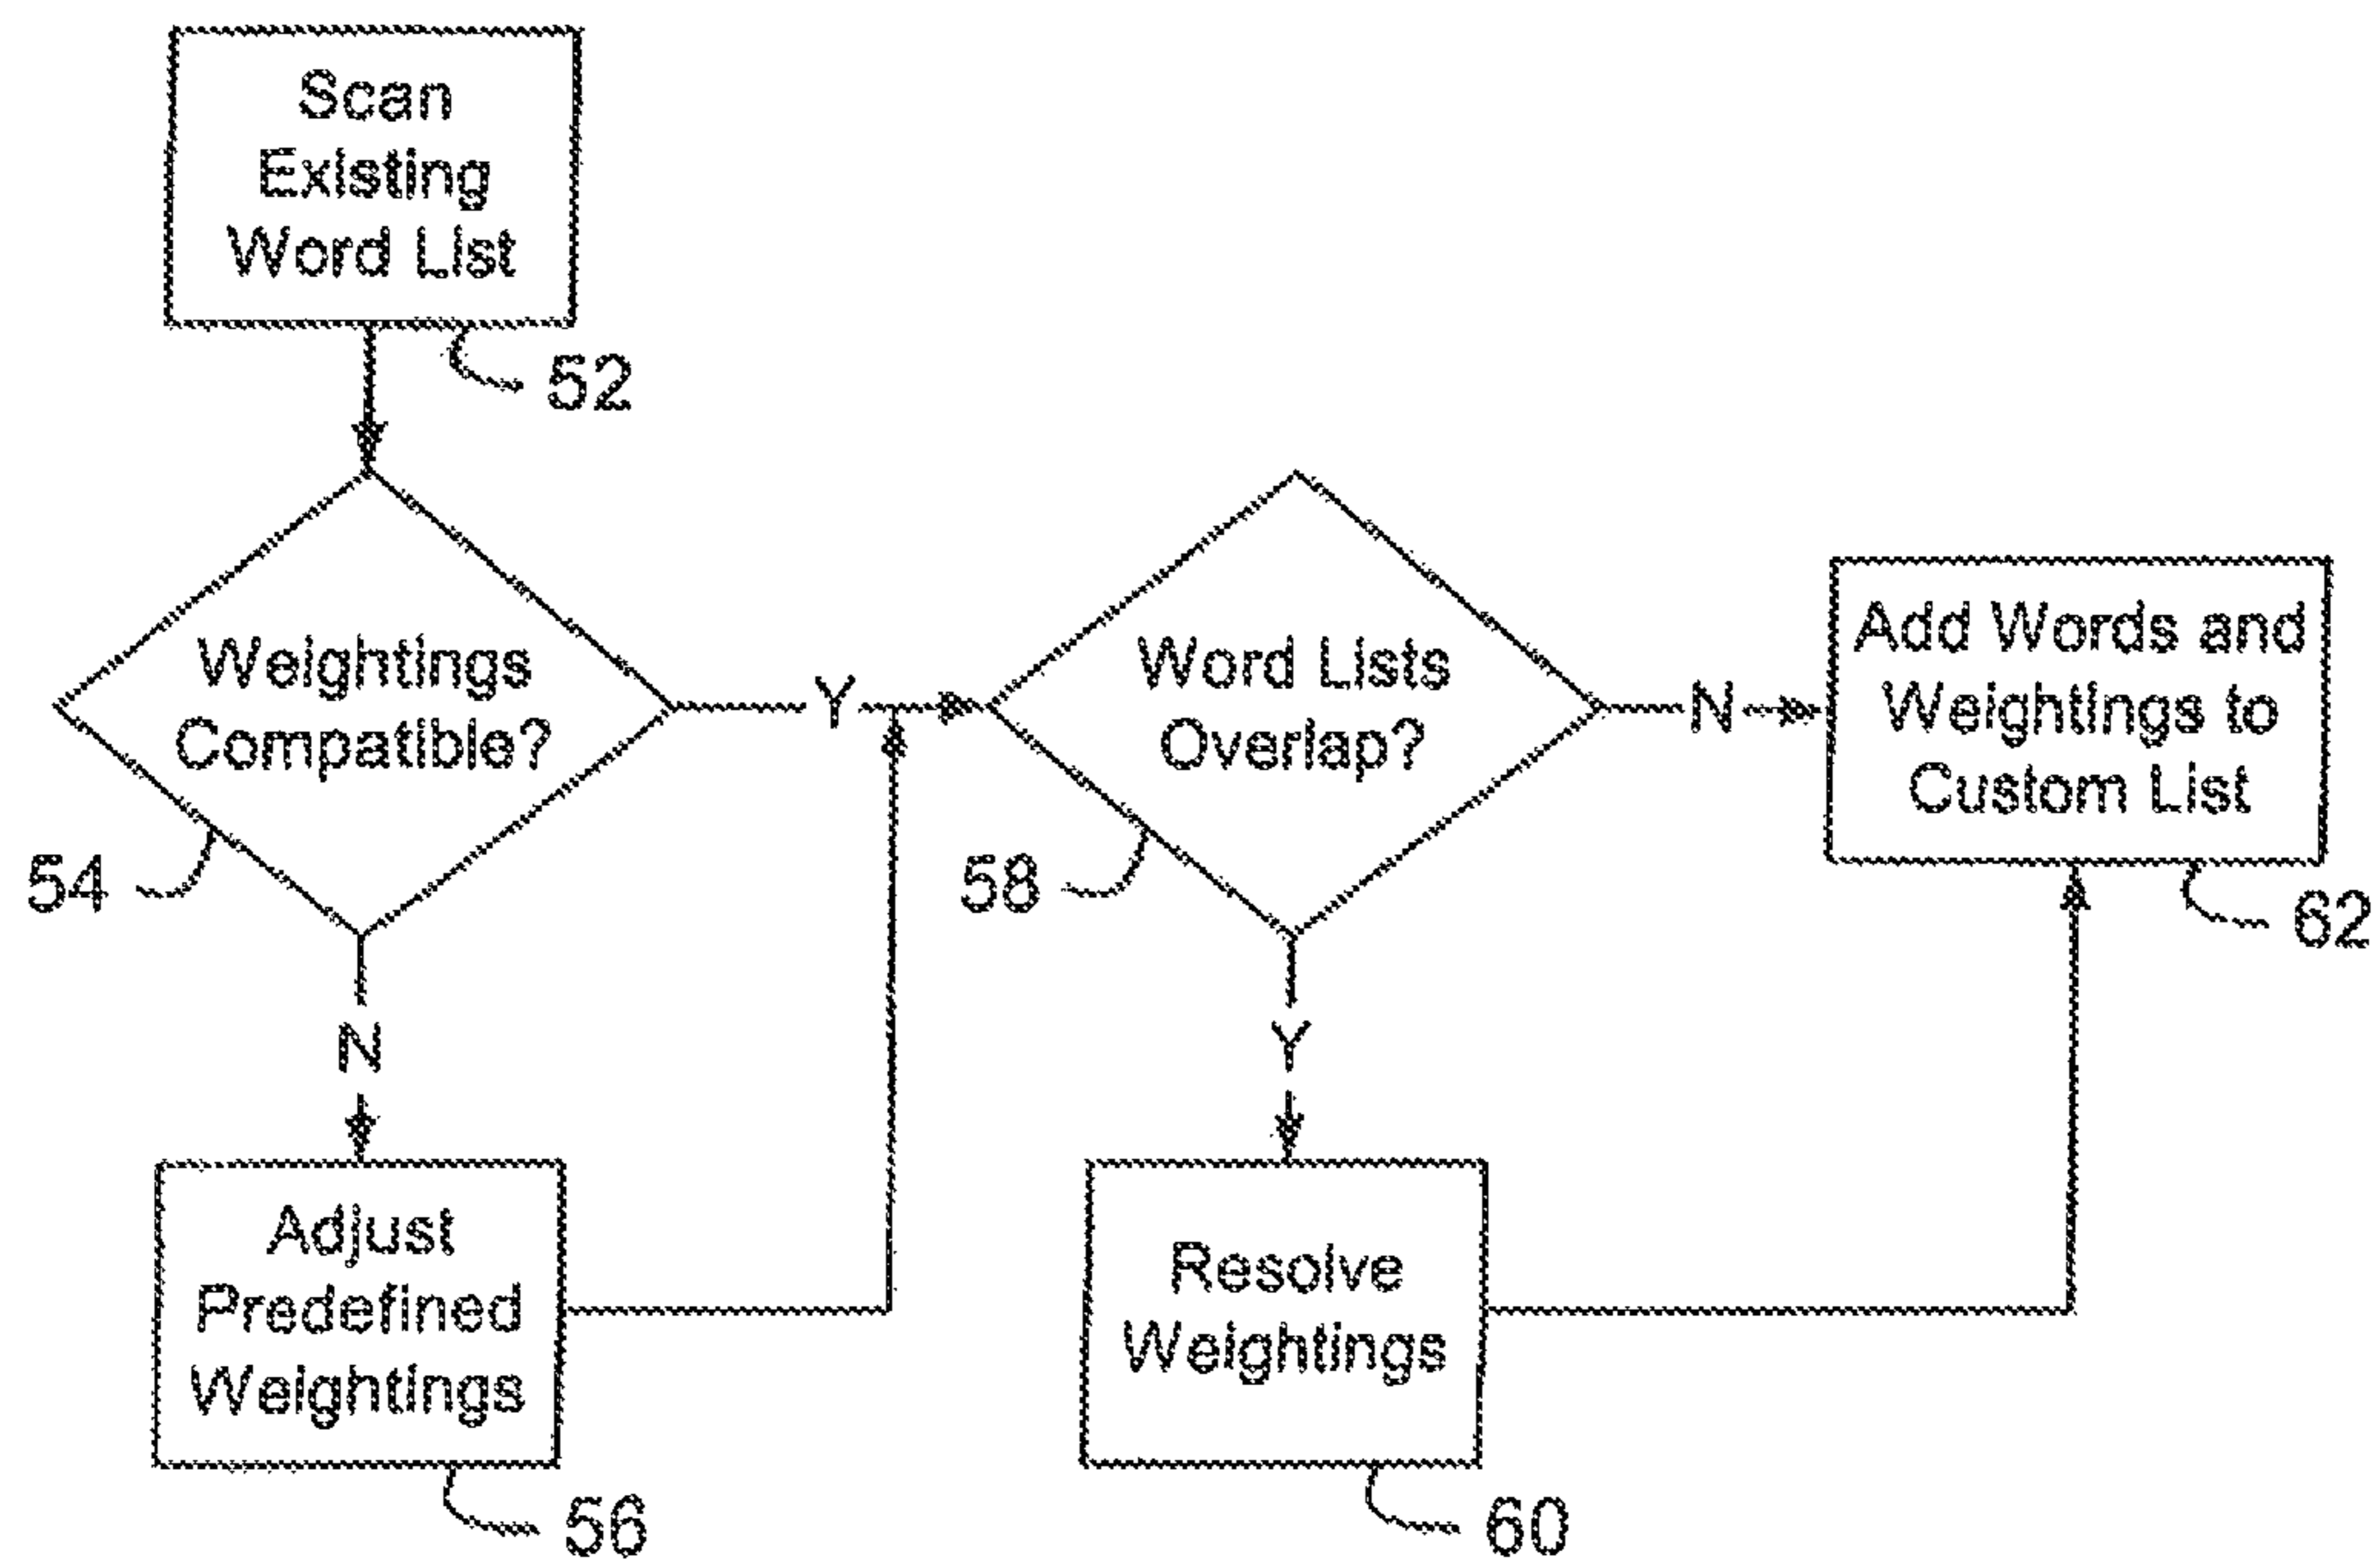 Scan
Existing
Word List
52
Weightings
Compatible?
54
Y
N
Adjust
Predefined
Weightings
56
Word Lists
Overlap?
58
N
Y
Resolve
Weightings
60
Add Words and
Weightings to
Custom List
62